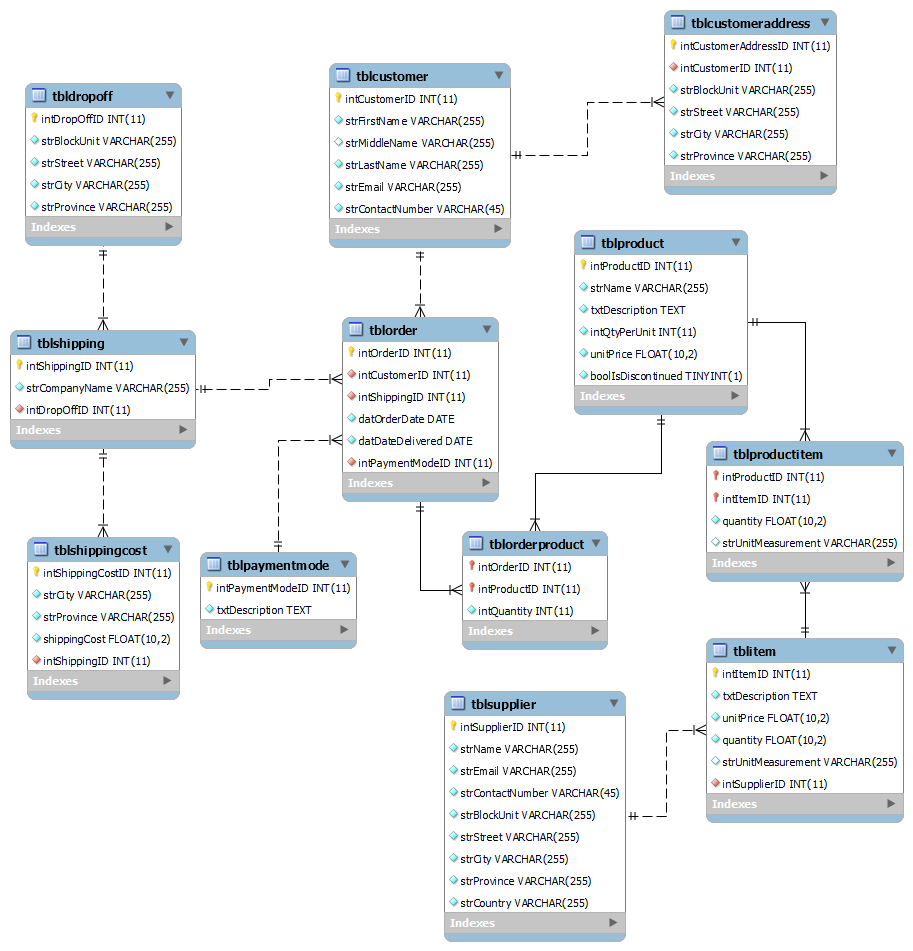 tblcustomeraddress
intCustomerAddressID INT(11)
intCustomerID INT(11)
strBlockUnit VARCHAR(255)
strStreet VARCHAR(255)
strCity VARCHAR(255)
strProvince VARCHAR(255)
Indexes
tblcustomer
intCustomerID INT(11)
strFirstName VARCHAR(255)
strMiddleName VARCHAR(255)
strLastName VARCHAR(255)
strEmail VARCHAR(255)
strContactNumber VARCHAR(45)
Indexes
tbldropoff
intDropOffID INT(11)
strBlockUnit VARCHAR(255)
strStreet VARCHAR(255)
strCity VARCHAR(255)
strProvince VARCHAR(255)
Indexes
tblproduct
intProductID INT(11)
strName VARCHAR(255)
txtDescription TEXT
intQtyPerUnit INT(11)
unitPrice FLOAT(10,2)
boolIsDiscontinued TINYINT(1)
Indexes
tblorder
intOrderID INT(11)
intCustomerID INT(11)
intShippingID INT(11)
datOrderDate DATE
datDateDelivered DATE
intPaymentModeID INT(11)
Indexes
tblshipping
intShippingID INT(11)
strCompanyName VARCHAR(255)
intDropOffID INT(11)
Indexes
tblproductitem
intProductID INT(11)
intItemID INT(11)
quantity FLOAT(10,2)
strUnitMeasurement VARCHAR(255)
Indexes
tblshippingcost
intShippingCostID INT(11)
strCity VARCHAR(255)
strProvince VARCHAR(255)
shippingCost FLOAT(10,2)
intShippingID INT(11)
Indexes
tblpaymentmode
intPaymentModeID INT(11)
txtDescription TEXT
Indexes
tblorderproduct
intOrderID INT(11)
intProductID INT(11)
intQuantity INT(11)
Indexes
tblitem
intItemID INT(11)
txtDescription TEXT
unitPrice FLOAT(10,2)
quantity FLOAT(10,2)
strUnitMeasurement VARCHAR(255)
intSupplierID INT(11)
Indexes
tblsupplier
intSupplierID INT(11)
strName VARCHAR(255)
strEmail VARCHAR(255)
strContactNumber VARCHAR(45)
strBlockUnit VARCHAR(255)
strStreet VARCHAR(255)
strCity VARCHAR(255)
strProvince VARCHAR(255)
strCountry VARCHAR(255)
Indexes